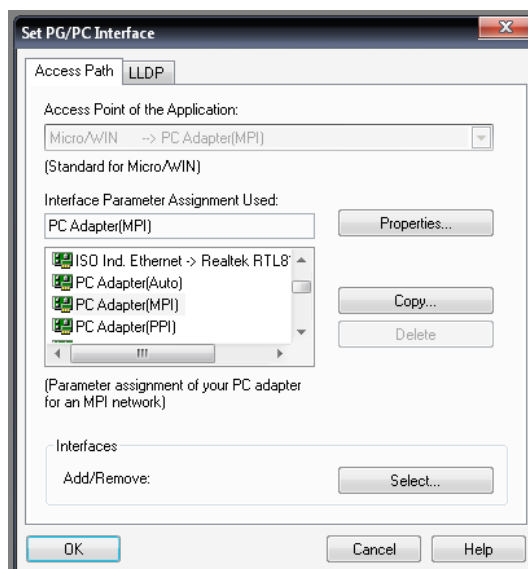 Set PG/PC Interface
Access Path
LLDP
Access Point of the Application:
Micro/WIN --> PC Adapter(MPI)
(Standard for Micro/WIN)
Interface Parameter Assignment Used:
PC Adapter(MPI)
Properties...
ISO Ind. Ethernet -> Realtek RTL8
PC Adapter(Auto)
PC Adapter(MPI)
PC Adapter(PPI)
Copy...
Delete
(Parameter assignment of your PC adapter
for an MPI network)
Interfaces
Add/Remove:
Select...
OK
Cancel
Help